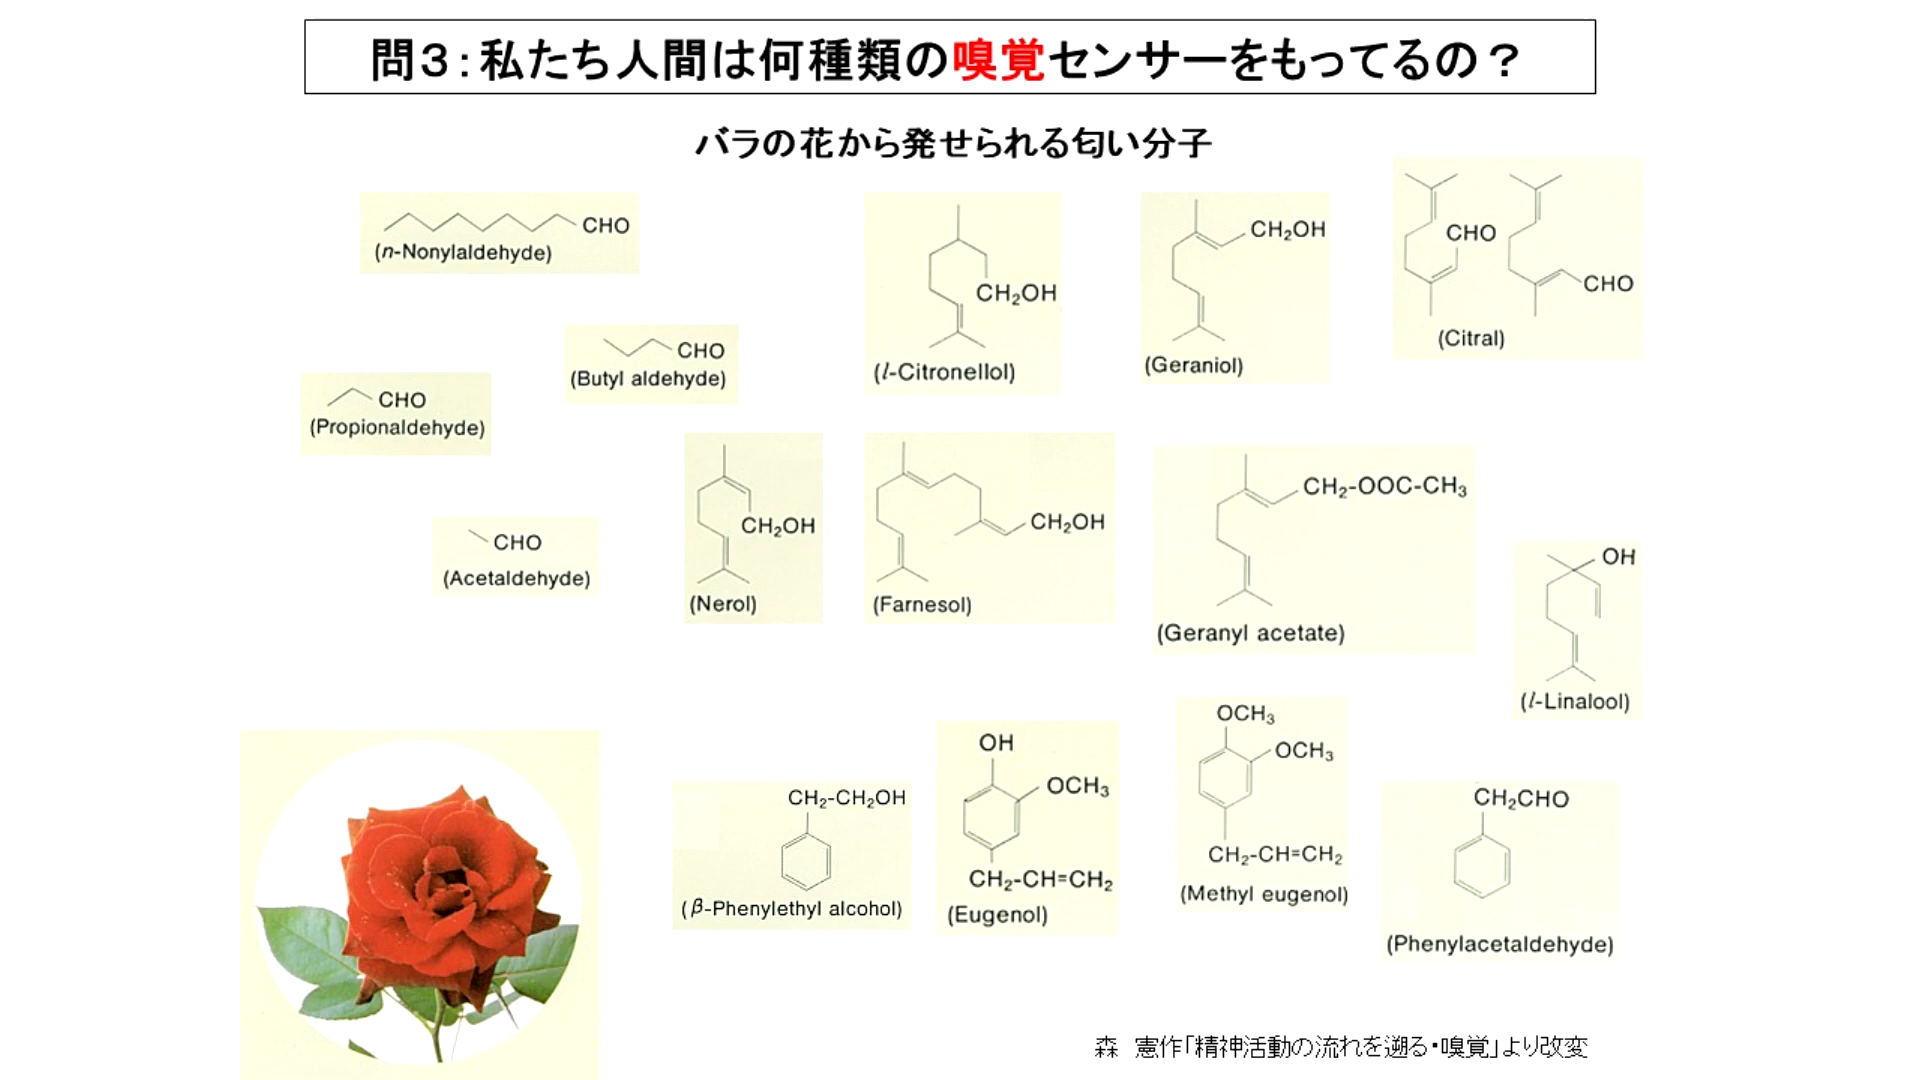 問3：私たち人間は何種類の嗅覚センサーをもってるの？
バラの花から発せられる匂い分子
CHO
(n-Nonylaldehyde)
CHO
(Butyl aldehyde)
CHO
(Propionaldehyde)
CHO
(Acetaldehyde)
CH₂OH
(l-Citronellol)
CH₂OH
(Geraniol)
CHO
CHO
(Citral)
CH₂OH
(Nerol)
CH₂OH
(Farnesol)
CH₂-OOC-CH₃
(Geranyl acetate)
OH
(l-Linalool)
CH₂-CH₂OH
(β-Phenylethyl alcohol)
OH
OCH₃
CH₂-CH=CH₂
(Eugenol)
OCH₃
OCH₃
CH₂-CH=CH₂
(Methyl eugenol)
CH₂CHO
(Phenylacetaldehyde)
森　憲作「精神活動の流れを遡る・嗅覚」より改変